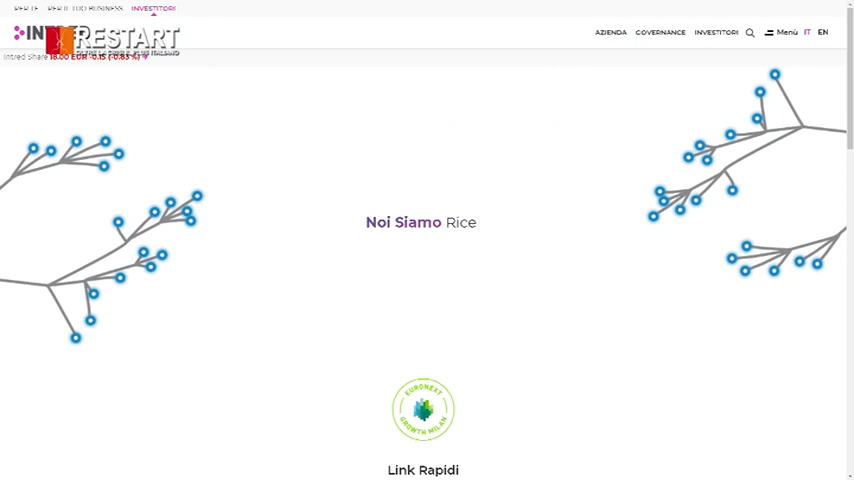 PER TE PER IL TUO BUSINESS INVESTITORI
RESTART
AZIENDA GOVERNANCE INVESTITORI Menù IT EN
Intred Share 18.00 EUR -0.15 (-0.83 %)
Noi Siamo Rice
EURONEXT
GROWTH MILAN
Link Rapidi